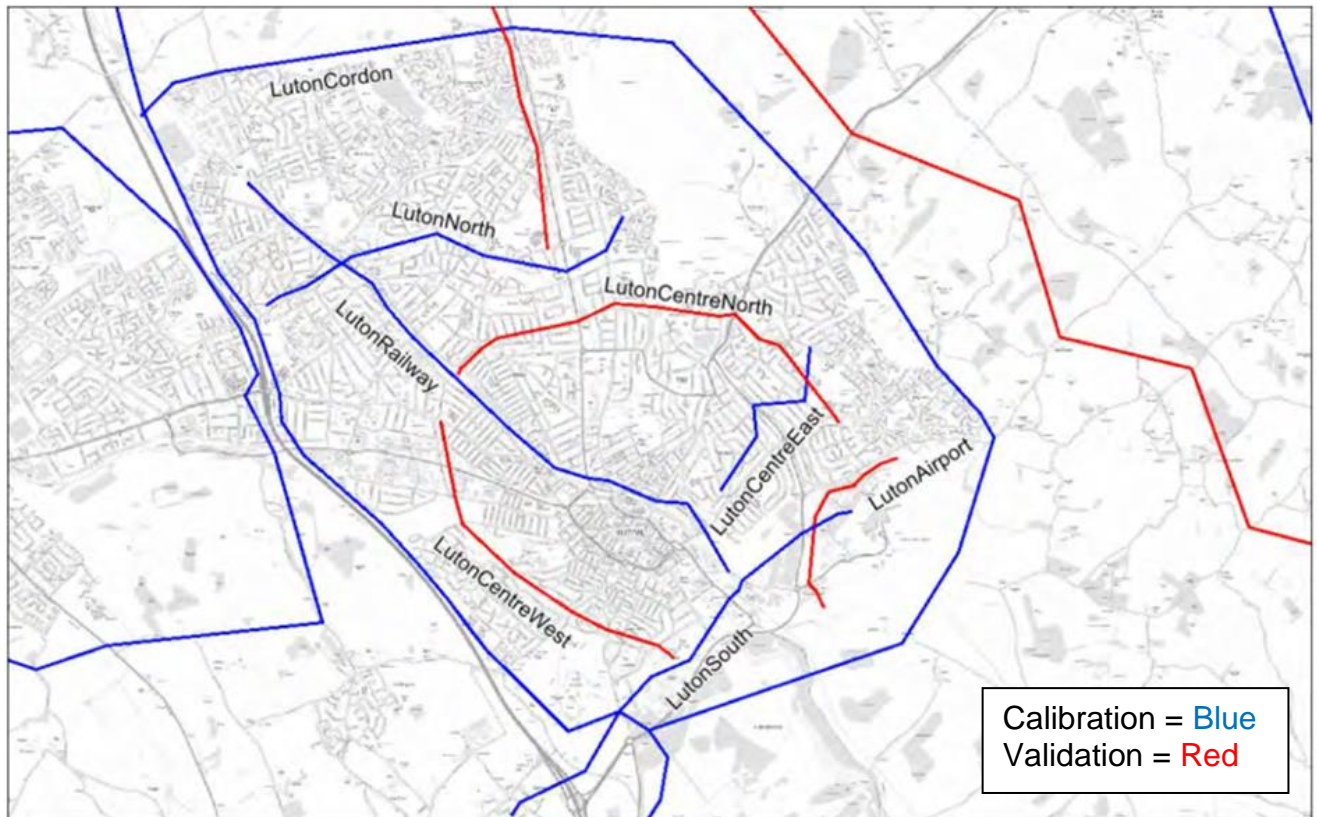 LutonCordon
LutonNorth
LutonCentreNorth
LutonRailway
LutonCentreEast
LutonAirport
LutonCentreWest
LutonSouth
Calibration = Blue
Validation = Red